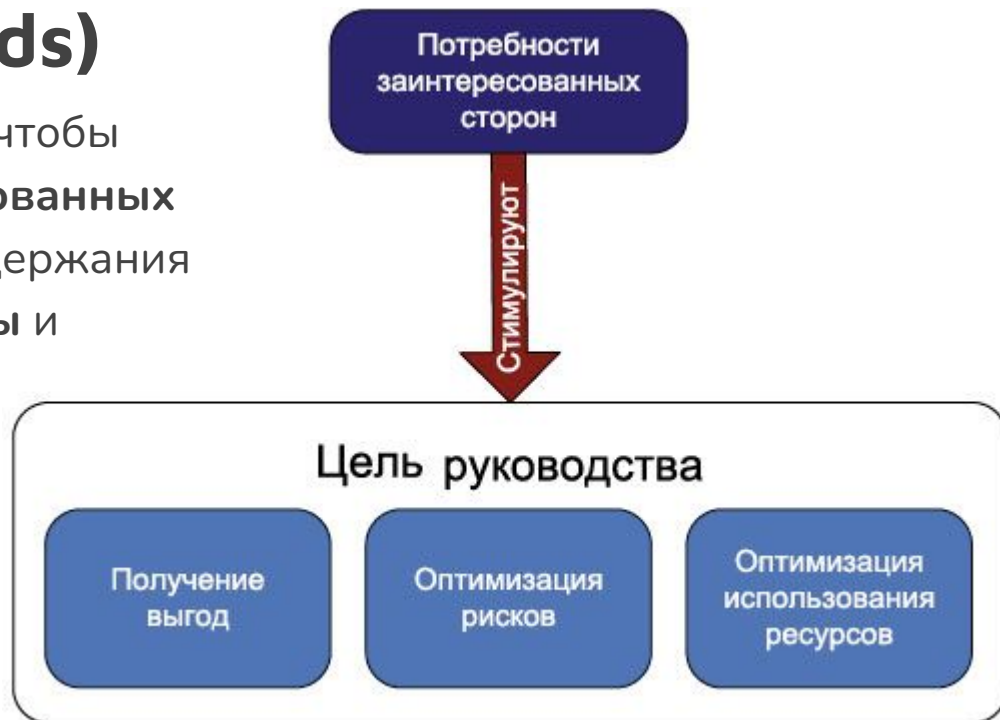 ds)
чтобы
ованных
держания
ы и
Потребности
заинтересованных
сторон
Стимулируют
Цель руководства
Получение
выгод
Оптимизация
рисков
Оптимизация
использования
ресурсов